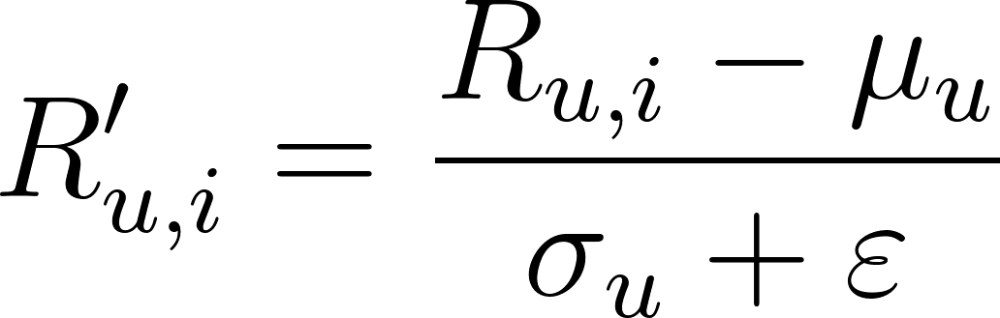 R'_{u,i} = \frac{R_{u,i} - \mu_u}{\sigma_u + \varepsilon}